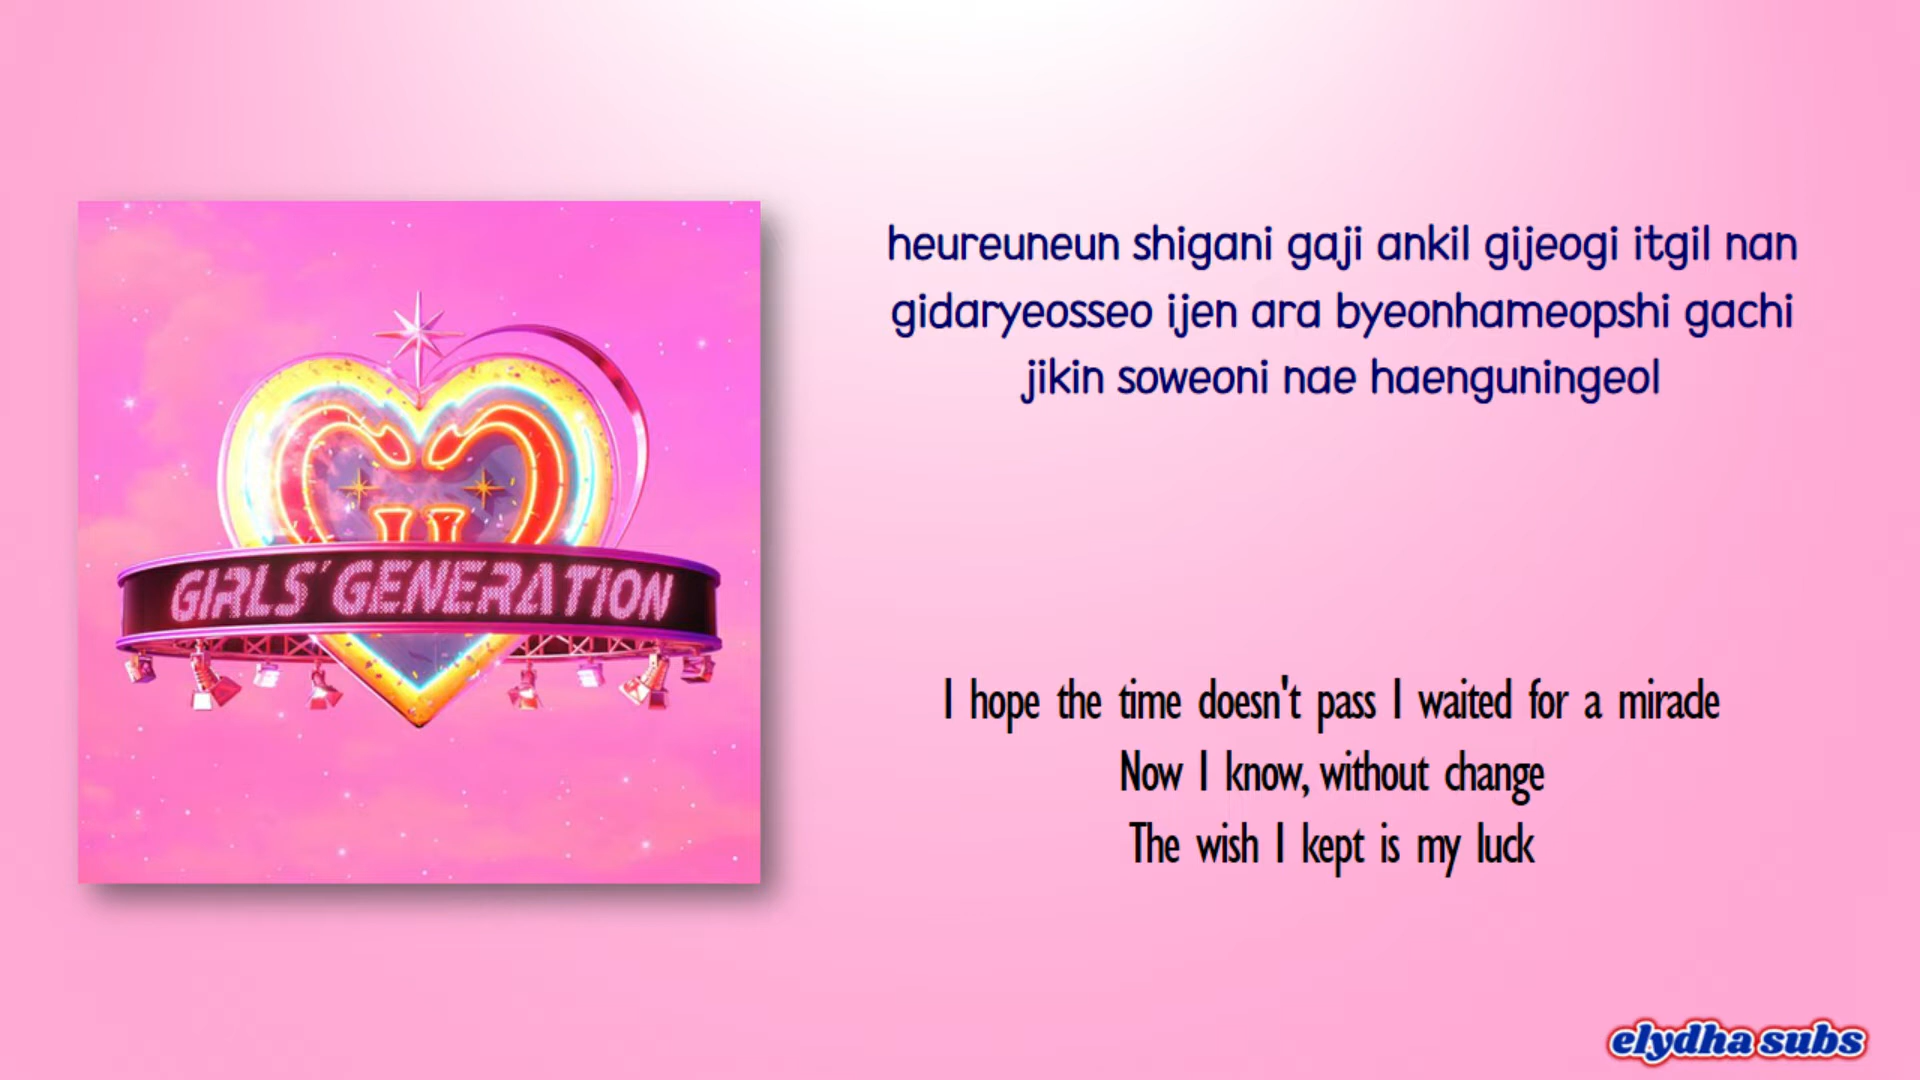 GIRLS' GENERATION
heureuneun shigani gaji ankil gijeogi itgil nan
gidaryeosseo ijen ara byeonhameopshi gachi
jikin soweoni nae haenguningeol
I hope the time doesn't pass I waited for a miracle
Now I know, without change
The wish I kept is my luck
elydha subs